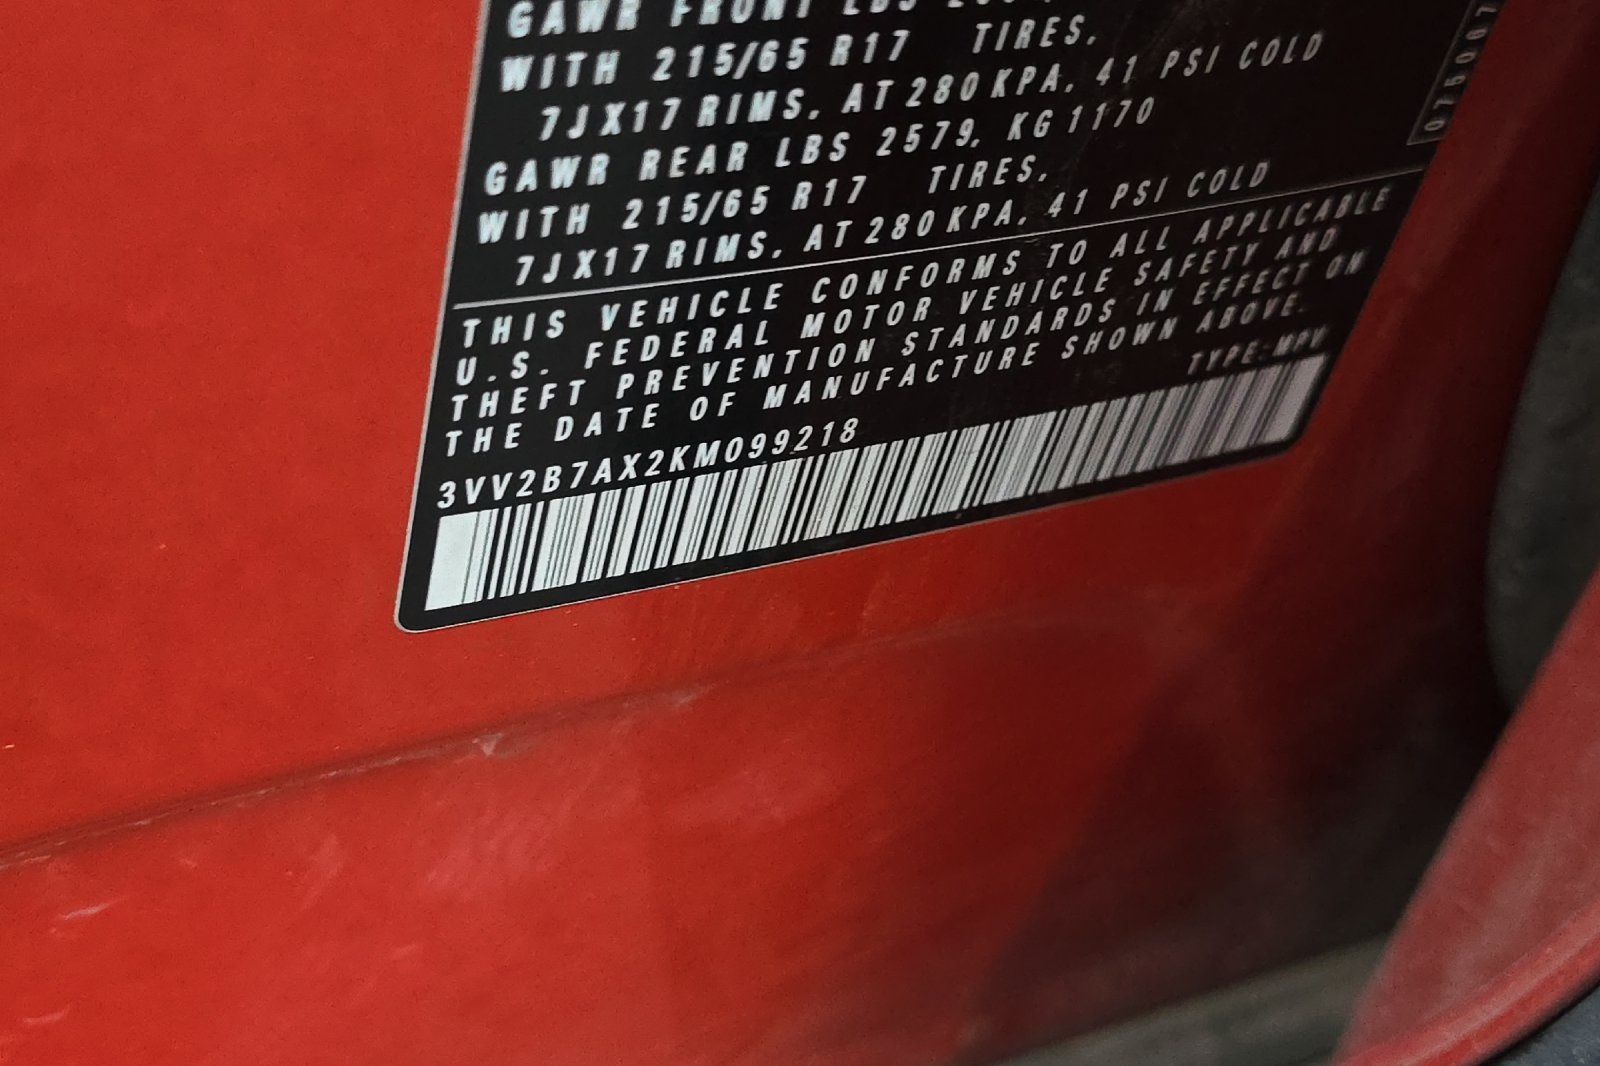 GAWR FRONT LBS
WITH 215/65 R17 TIRES,
7JX17 RIMS, AT 280 KPA, 41 PSI COLD
GAWR REAR LBS 2579, KG 1170
WITH 215/65 R17 TIRES,
7JX17 RIMS, AT 280 KPA, 41 PSI COLD
THIS VEHICLE CONFORMS TO ALL APPLICABLE
U.S. FEDERAL MOTOR VEHICLE SAFETY AND
THEFT PREVENTION STANDARDS IN EFFECT ON
THE DATE OF MANUFACTURE SHOWN ABOVE.
TYPE:MPV
3VV2B7AX2KM099218